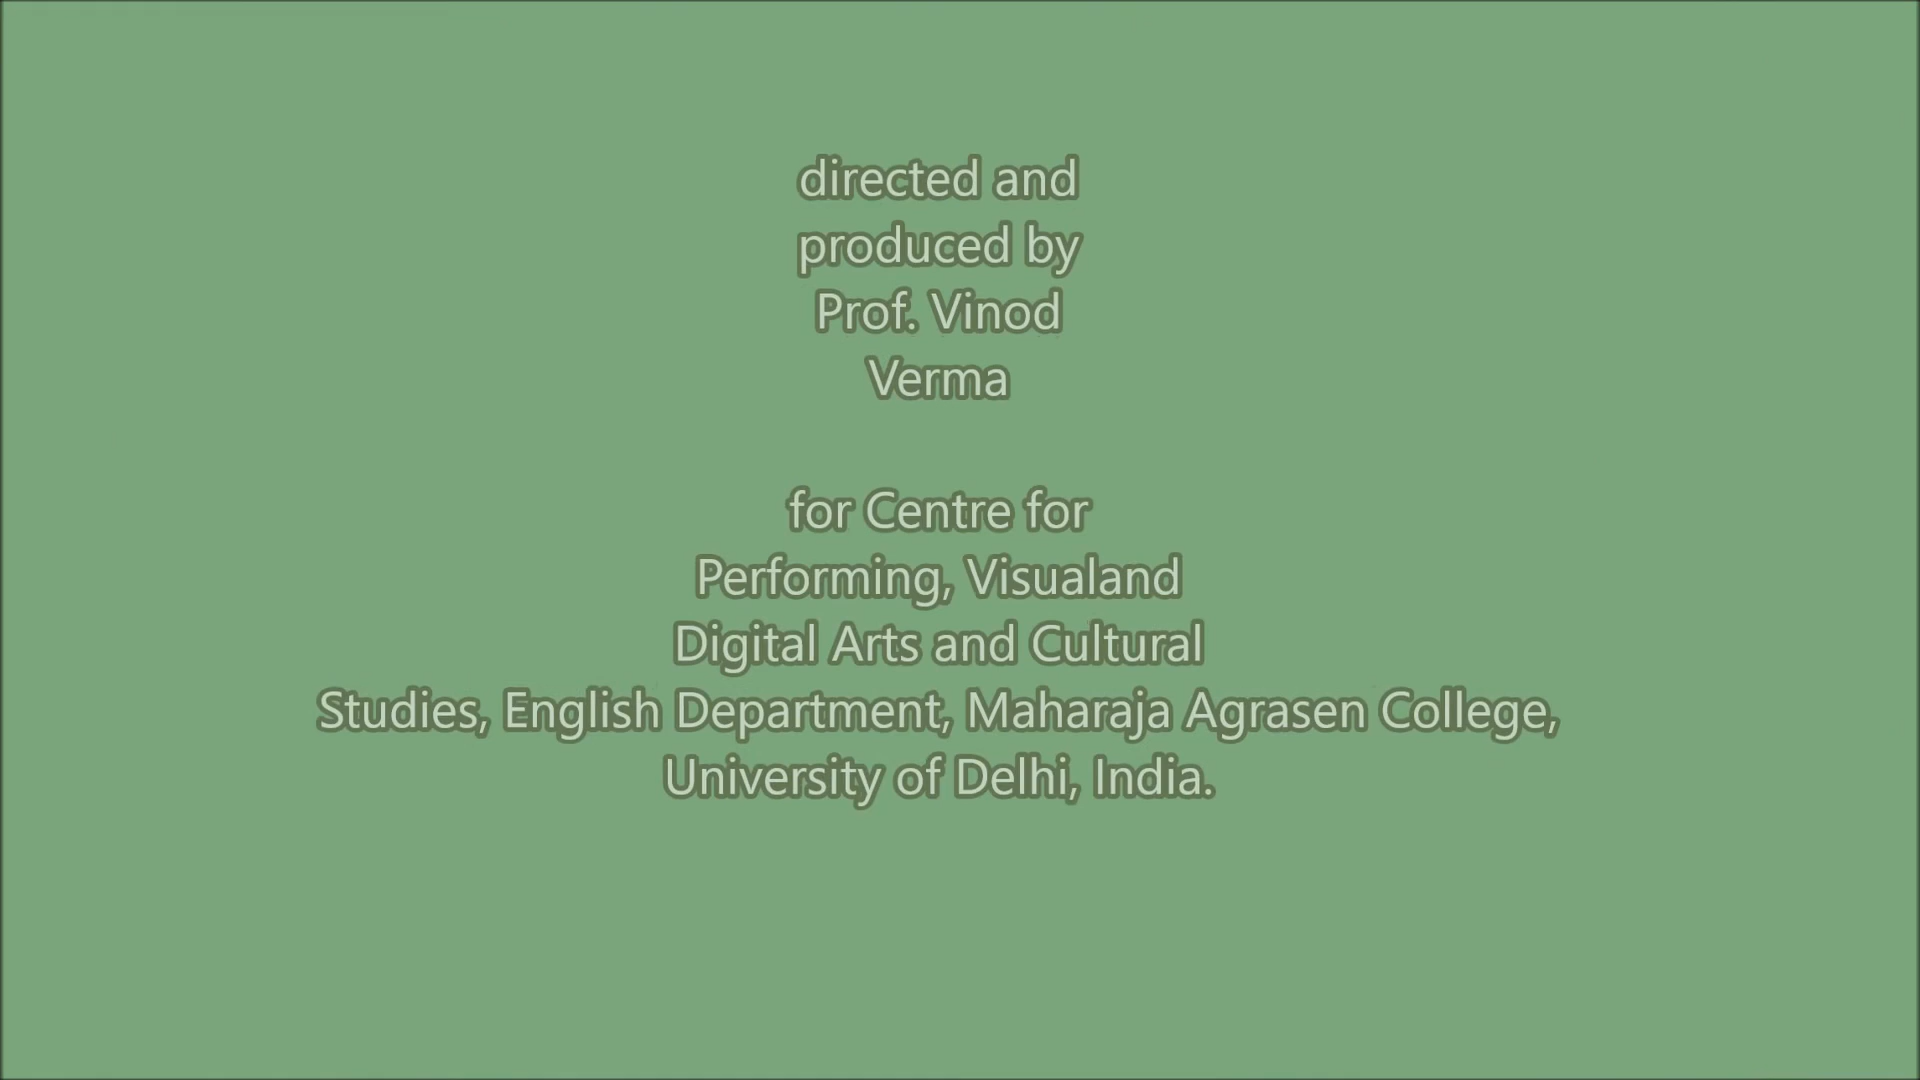 directed and
produced by
Prof. Vinod
Verma
for Centre for
Performing, Visualand
Digital Arts and Cultural
Studies, English Department, Maharaja Agrasen College,
University of Delhi, India.